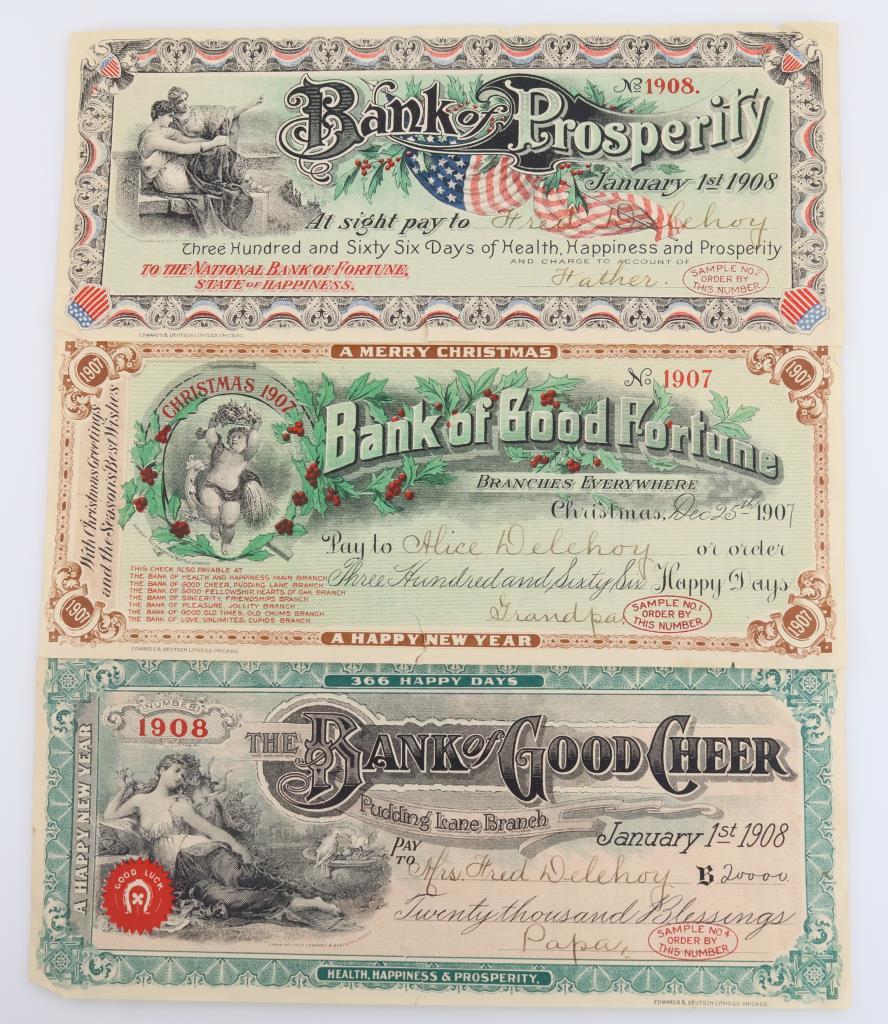 Bank of Prosperity
No 1908.
January 1st 1908
At sight pay to Fred Delehoy
Three Hundred and Sixty Six Days of Health, Happiness and Prosperity
AND CHARGE TO ACCOUNT OF
TO THE NATIONAL BANK OF FORTUNE,
STATE OF HAPPINESS.
Father.
SAMPLE NO. 2
ORDER BY
THIS NUMBER
EDWARDS & DEUTSCH LITHO. CO. CHICAGO.
A MERRY CHRISTMAS
1907
1907
With Christmas Greetings
and the Season's Best Wishes
CHRISTMAS 1907
No 1907
Bank of Good Fortune
BRANCHES EVERYWHERE
Christmas, Dec 25th 1907
Pay to Alice Delehoy or order
Three Hundred and Sixty Six Happy Days
THIS CHECK ALSO PAYABLE AT
THE BANK OF HEALTH AND HAPPINESS MAIN BRANCH
THE BANK OF GOOD CHEER, PUDDING LANE BRANCH
THE BANK OF GOOD FELLOWSHIP, HEARTS OF OAK BRANCH
THE BANK OF SINCERITY, FRIENDSHIPS BRANCH
THE BANK OF PLEASURE, JOLLITY BRANCH
THE BANK OF GOOD OLD TIMES, OLD CHUMS BRANCH
THE BANK OF LOVE, UNLIMITED, CUPIDS BRANCH
Grandpa
SAMPLE NO. 1
ORDER BY
THIS NUMBER
1907
1907
A HAPPY NEW YEAR
EDWARDS & DEUTSCH LITHO. CO. CHICAGO.
366 HAPPY DAYS
A HAPPY NEW YEAR
NUMBER
1908
THE BANK of GOOD CHEER
Pudding Lane Branch
January 1st 1908
PAY
TO Mrs. Fred Delehoy B 20000.
Twenty thousand Blessings
Papa.
GOOD LUCK
SAMPLE NO. 4
ORDER BY
THIS NUMBER
HEALTH, HAPPINESS & PROSPERITY.
EDWARDS & DEUTSCH LITHO. CO. CHICAGO